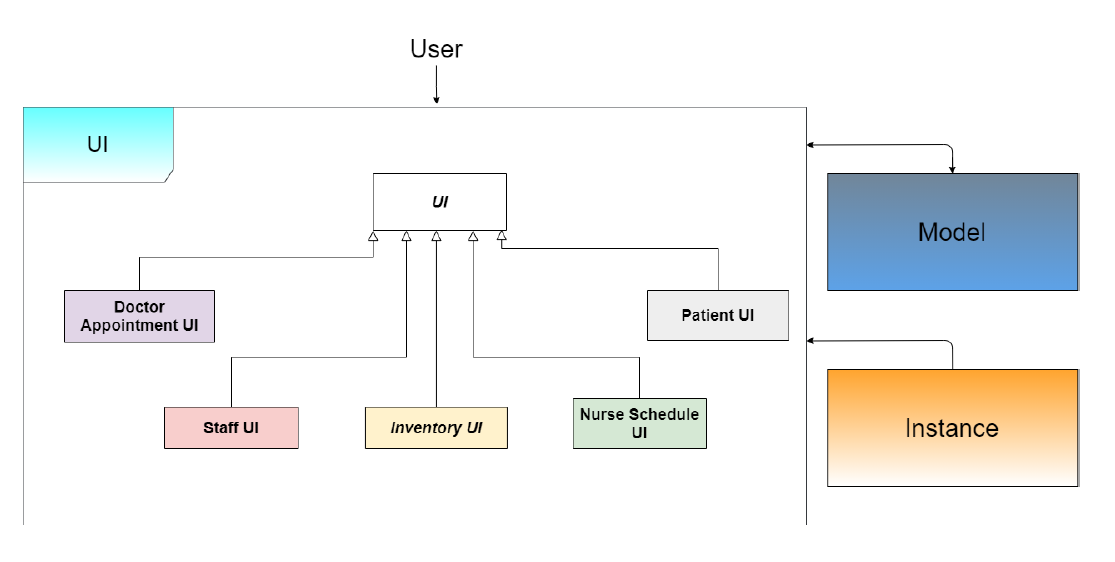 User
UI
UI
Model
Doctor
Appointment UI
Patient UI
Staff UI
Inventory UI
Nurse Schedule
UI
Instance